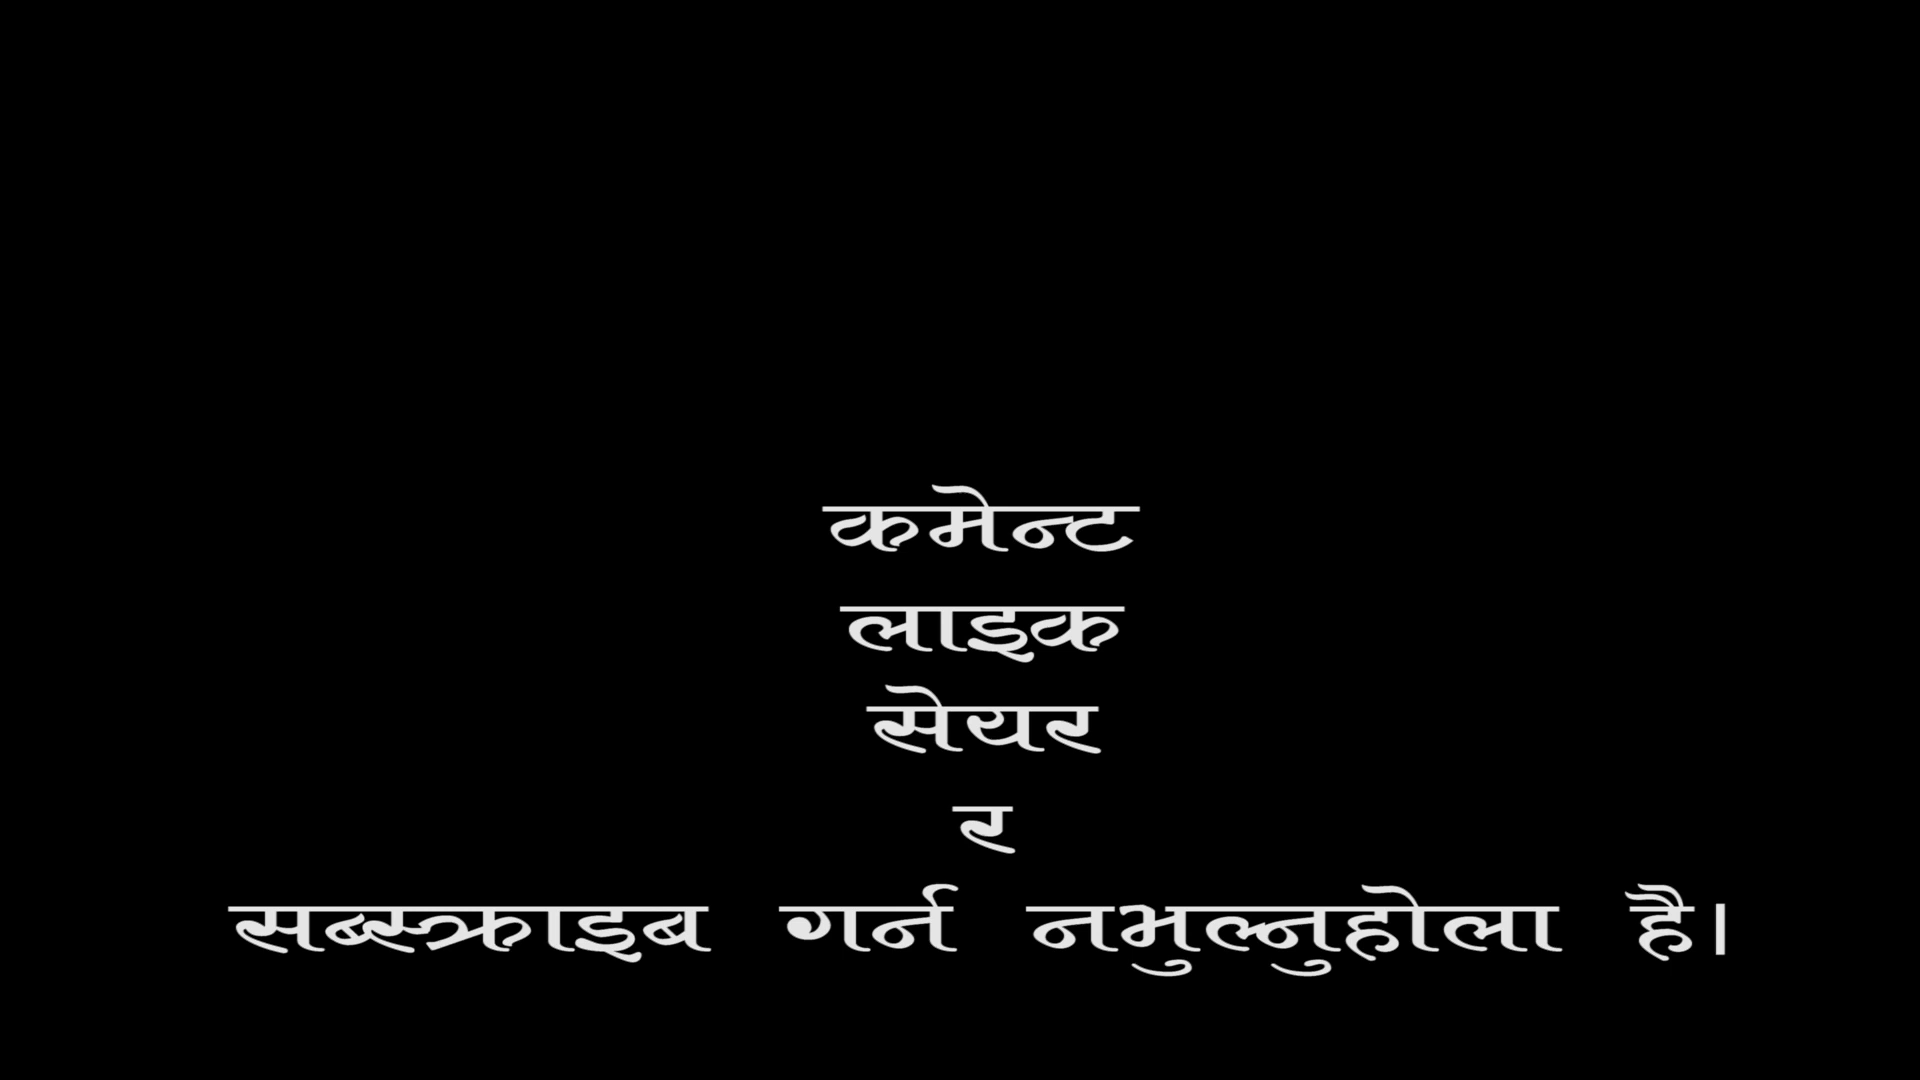 कमेन्ट
लाइक
सेयर
र
सब्स्क्राइब गर्न नभुल्नुहोला है।